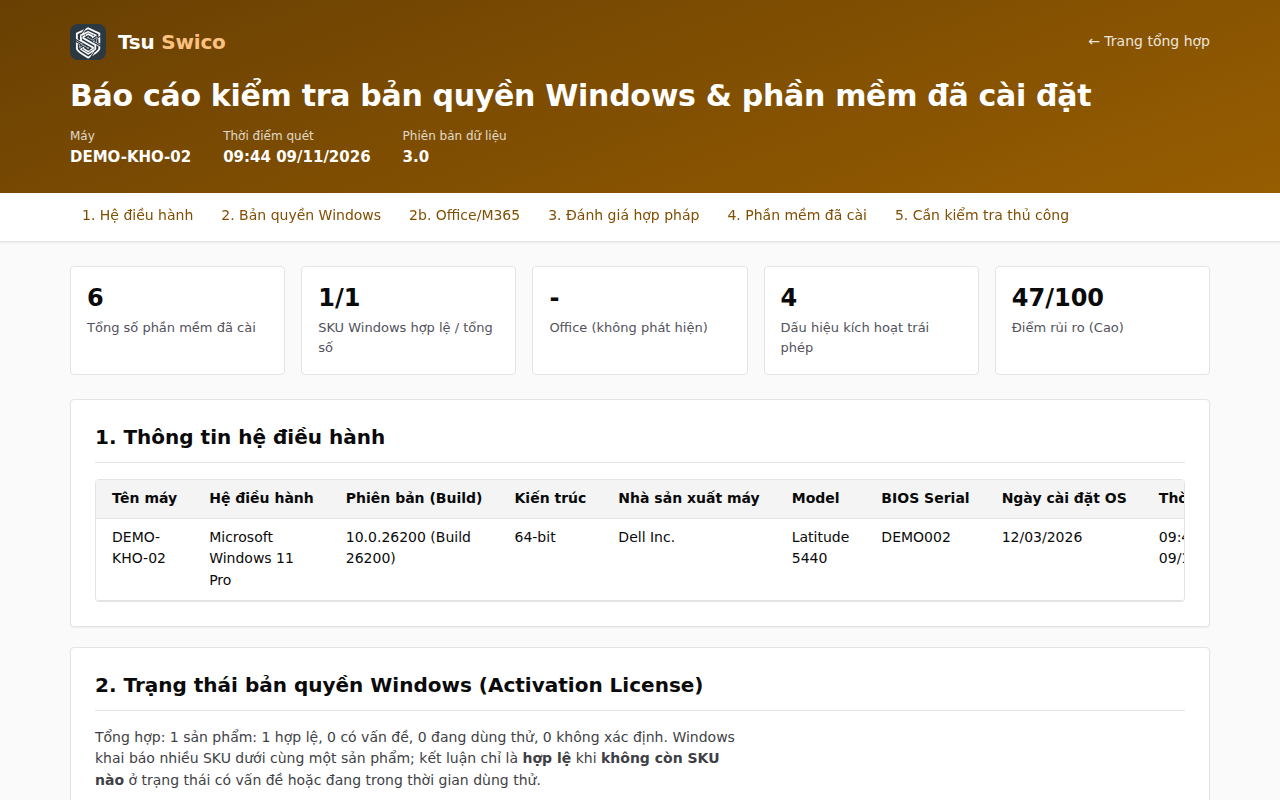 Tsu Swico
← Trang tổng hợp
Báo cáo kiểm tra bản quyền Windows & phần mềm đã cài đặt
Máy
DEMO-KHO-02
Thời điểm quét
09:44 09/11/2026
Phiên bản dữ liệu
3.0
1. Hệ điều hành
2. Bản quyền Windows
2b. Office/M365
3. Đánh giá hợp pháp
4. Phần mềm đã cài
5. Cần kiểm tra thủ công
6
Tổng số phần mềm đã cài
1/1
SKU Windows hợp lệ / tổng
số
-
Office (không phát hiện)
4
Dấu hiệu kích hoạt trái
phép
47/100
Điểm rủi ro (Cao)
1. Thông tin hệ điều hành
Tên máy Hệ điều hành Phiên bản (Build) Kiến trúc Nhà sản xuất máy Model BIOS Serial Ngày cài đặt OS
DEMO- Microsoft 10.0.26200 (Build 64-bit Dell Inc. Latitude DEMO002 12/03/2026
KHO-02 Windows 11 26200) 5440
Pro
2. Trạng thái bản quyền Windows (Activation License)
Tổng hợp: 1 sản phẩm: 1 hợp lệ, 0 có vấn đề, 0 đang dùng thử, 0 không xác định. Windows
khai báo nhiều SKU dưới cùng một sản phẩm; kết luận chỉ là hợp lệ khi không còn SKU
nào ở trạng thái có vấn đề hoặc đang trong thời gian dùng thử.